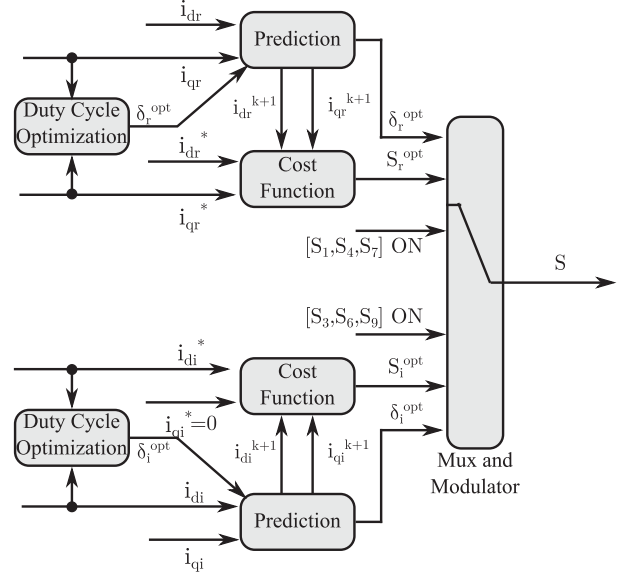 i_dr
Prediction
i_qr
Duty Cycle
Optimization
δ_r^opt
i_dr^k+1
i_qr^k+1
δ_r^opt
i_dr^*
Cost
Function
S_r^opt
i_qr^*
[S_1,S_4,S_7] ON
S
[S_3,S_6,S_9] ON
i_di^*
Cost
Function
S_i^opt
Duty Cycle
Optimization
i_qi^*=0
δ_i^opt
i_di^k+1
i_qi^k+1
δ_i^opt
Mux and
Modulator
i_di
Prediction
i_qi